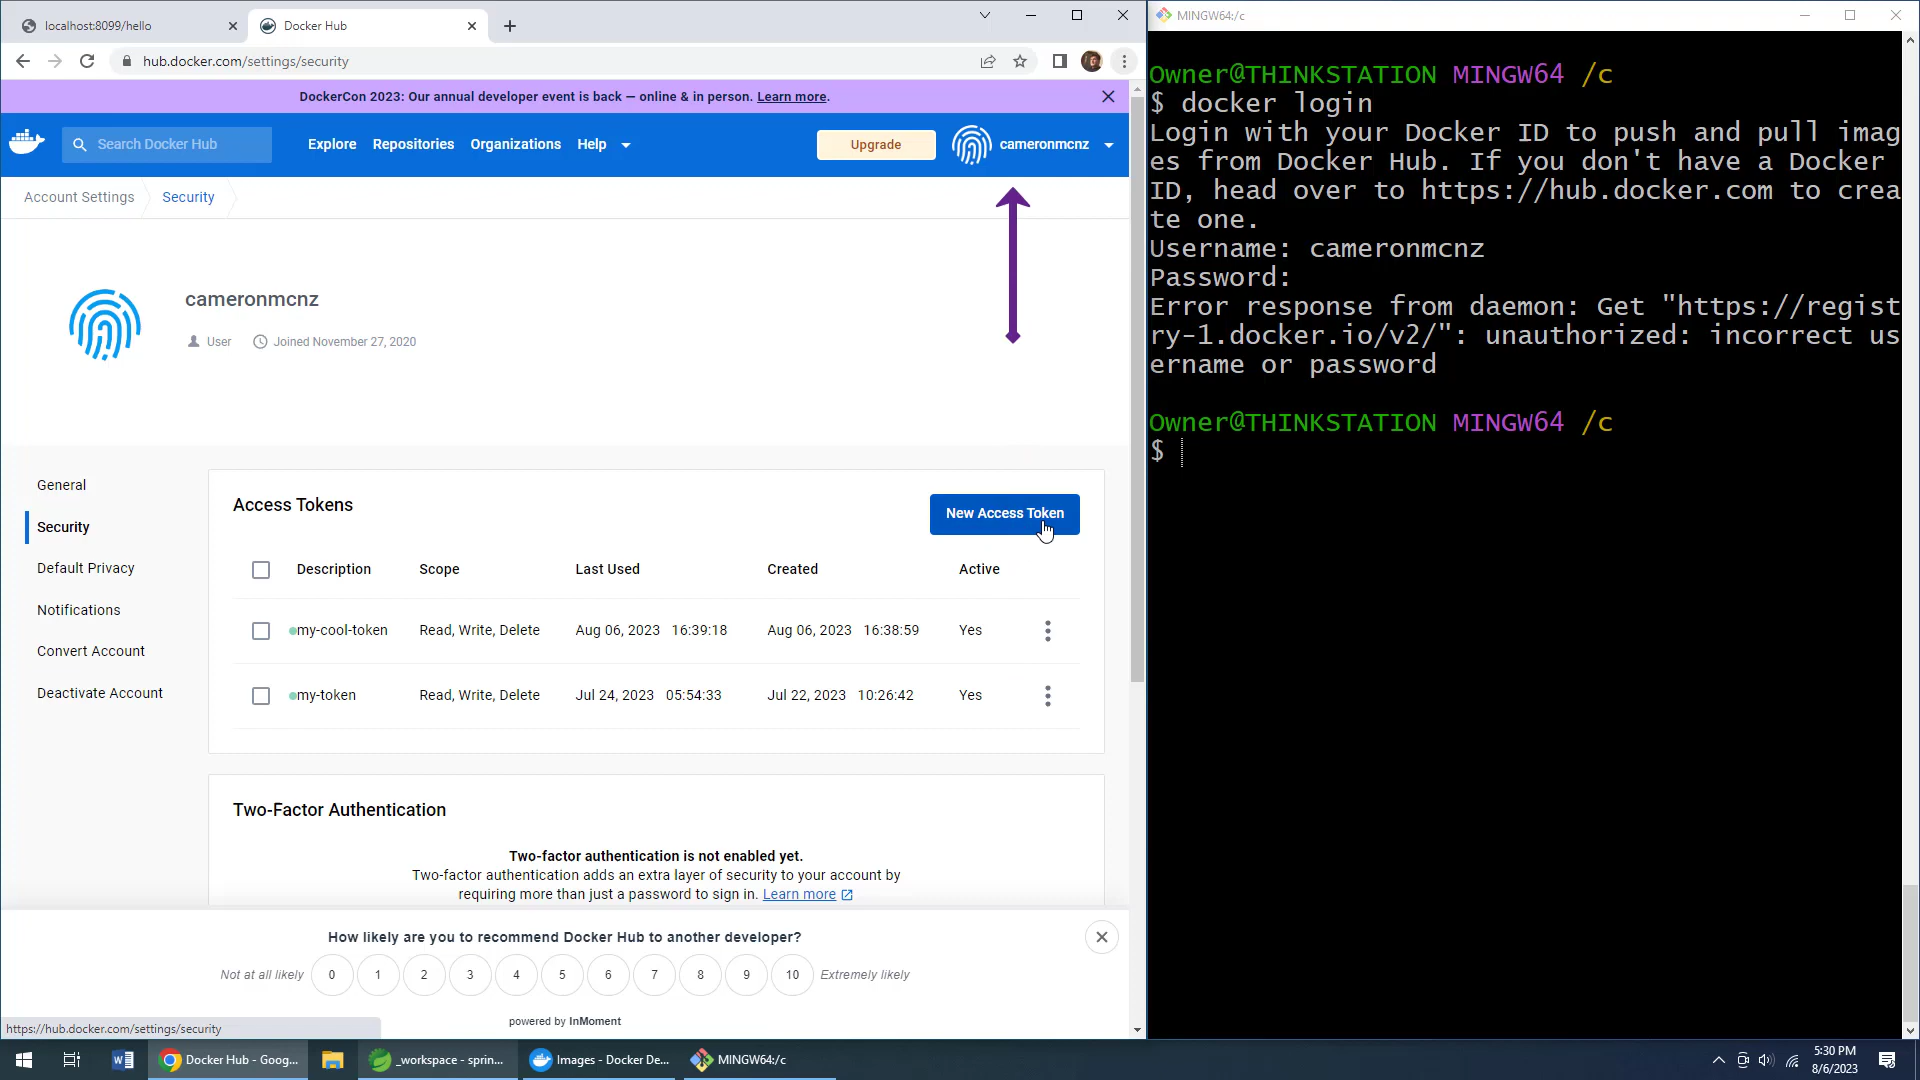 localhost:8099/hello
Docker Hub
hub.docker.com/settings/security
DockerCon 2023: Our annual developer event is back — online & in person. Learn more.
Search Docker Hub
Explore Repositories Organizations Help
Upgrade
cameronmcnz
Account Settings
Security
cameronmcnz
User
Joined November 27, 2020
General
Security
Default Privacy
Notifications
Convert Account
Deactivate Account
Access Tokens
New Access Token
Description Scope Last Used Created Active
my-cool-token Read, Write, Delete Aug 06, 2023 16:39:18 Aug 06, 2023 16:38:59 Yes
my-token Read, Write, Delete Jul 24, 2023 05:54:33 Jul 22, 2023 10:26:42 Yes
Two-Factor Authentication
Two-factor authentication is not enabled yet.
Two-factor authentication adds an extra layer of security to your account by
requiring more than just a password to sign in. Learn more
How likely are you to recommend Docker Hub to another developer?
Not at all likely 0 1 2 3 4 5 6 7 8 9 10 Extremely likely
powered by InMoment
https://hub.docker.com/settings/security
MINGW64:/c
Owner@THINKSTATION MINGW64 /c
$ docker login
Login with your Docker ID to push and pull imag
es from Docker Hub. If you don't have a Docker
ID, head over to https://hub.docker.com to crea
te one.
Username: cameronmcnz
Password:
Error response from daemon: Get "https://regist
ry-1.docker.io/v2/": unauthorized: incorrect us
ername or password
Owner@THINKSTATION MINGW64 /c
$
Docker Hub - Goog...
_workspace - sprin...
Images - Docker De...
MINGW64:/c
5:30 PM
8/6/2023